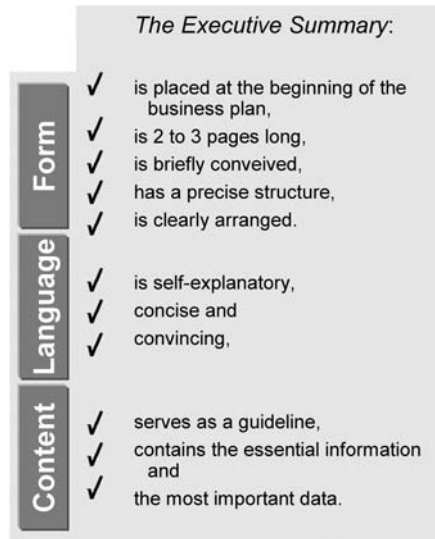 The Executive Summary:
Form
✓ is placed at the beginning of the
business plan,
✓ is 2 to 3 pages long,
✓ is briefly conveived,
✓ has a precise structure,
✓ is clearly arranged.
Language
✓ is self-explanatory,
✓ concise and
✓ convincing,
Content
✓ serves as a guideline,
✓ contains the essential information
and
✓ the most important data.